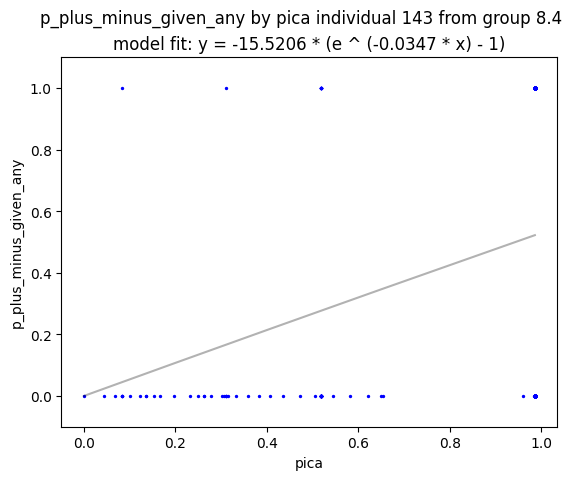 p_plus_minus_given_any by pica individual 143 from group 8.4
model fit: y = -15.5206 * (e ^ (-0.0347 * x) - 1)
1.0
0.8
0.6
0.4
0.2
0.0
p_plus_minus_given_any
0.0 0.2 0.4 0.6 0.8 1.0
pica